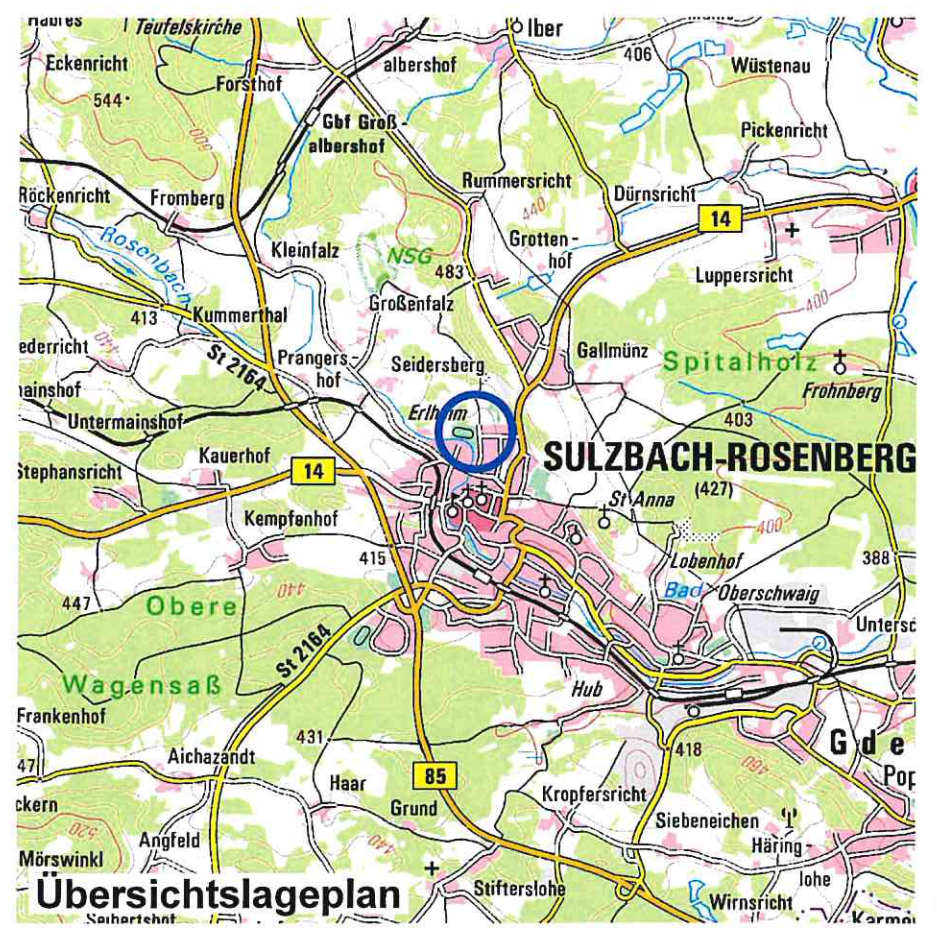 Teufelskirche
Iber
Eckenricht
Forsthof
albershof
406
Wüstenau
544
600
Gbf Groß-
albershof
Pickenricht
Röckenricht
Fromberg
Rummersricht
440
Dürnsricht
14
Rosenbach
Kleinfalz
NSG
Grotten-
hof
483
Luppersricht
400
Großenfalz
413
Kummerthal
ederricht
440
St 2164
Prangers-
hof
Seidersberg
Gallmünz
Spitalholz
Frohnberg
ainshof
Untermainshof
Erlheim
403
SULZBACH-ROSENBERG
(427)
Stephansricht
Kauerhof
14
St Anna
400
Kempfenhof
415
Lobenhof
388
447
440
Obere
Bad
Oberschwaig
Untersc
St 2164
Wagensaß
Hub
Frankenhof
431
418
Gde
47
Aichazandt
85
460
Pop
Haar
Kropfersricht
ckern
Grund
Siebeneichen
520
Angfeld
440
Häring-
lohe
Mörswinkl
Übersichtslageplan
Stifterslohe
Wirnsricht